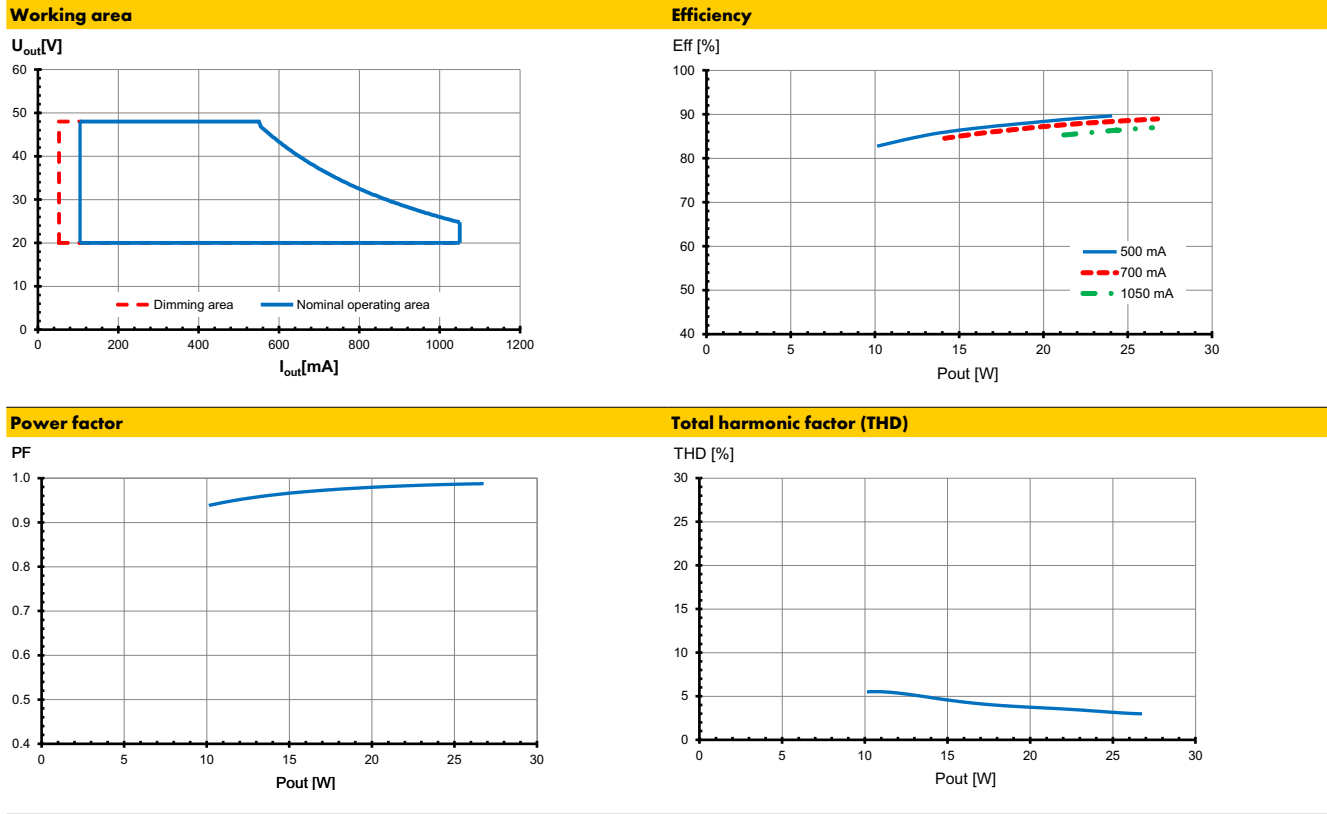 Working area
Efficiency
Uout[V]
60
50
40
30
20
10
0
0 200 400 600 800 1000 1200
Dimming area
Nominal operating area
Iout[mA]
Eff [%]
100
90
80
70
60
50
40
0 5 10 15 20 25 30
500 mA
700 mA
1050 mA
Pout [W]
Power factor
Total harmonic factor (THD)
PF
1.0
0.9
0.8
0.7
0.6
0.5
0.4
0 5 10 15 20 25 30
Pout [W]
THD [%]
30
25
20
15
10
5
0
0 5 10 15 20 25 30
Pout [W]